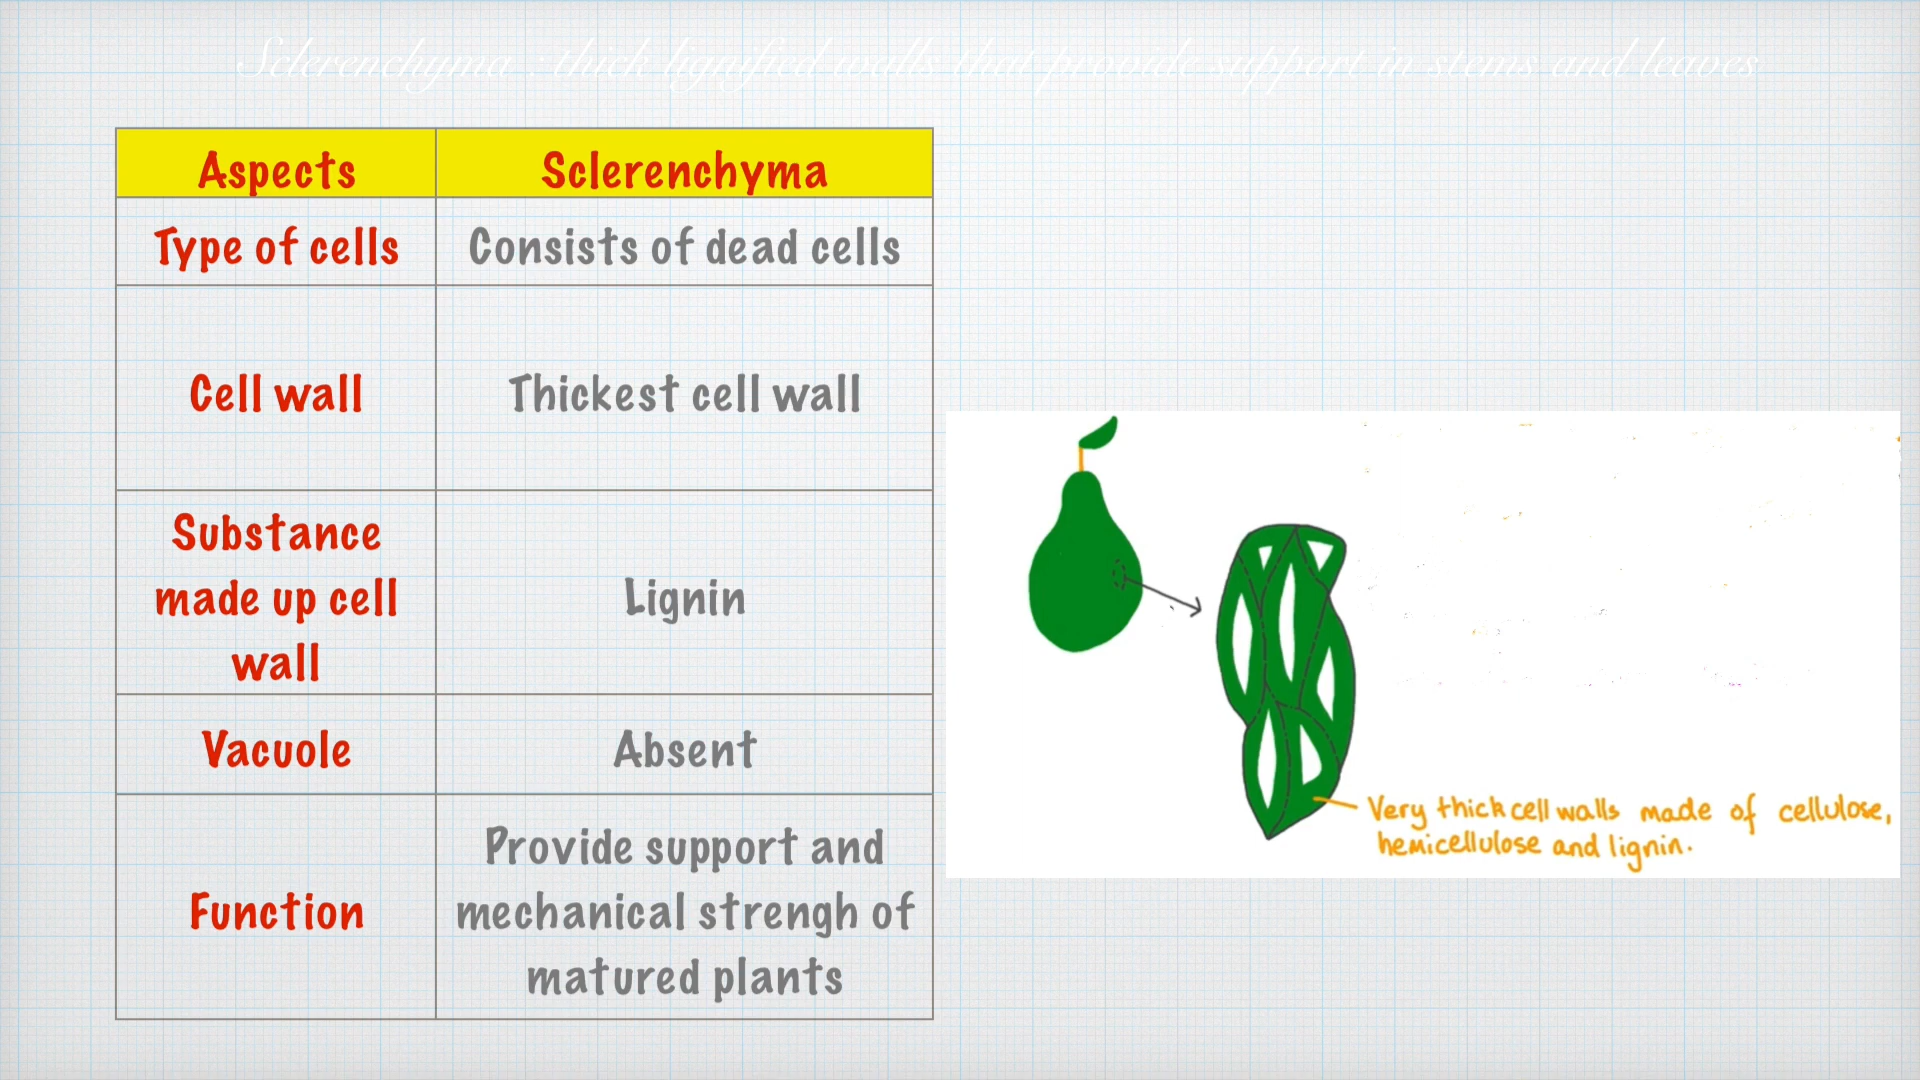 Sclerenchyma : thick lignified walls that provide support in stems and leaves
Aspects
Sclerenchyma
Type of cells
Consists of dead cells
Cell wall
Thickest cell wall
Substance
made up cell
wall
Lignin
Vacuole
Absent
Function
Provide support and
mechanical strengh of
matured plants
Very thick cell walls made of cellulose,
hemicellulose and lignin.